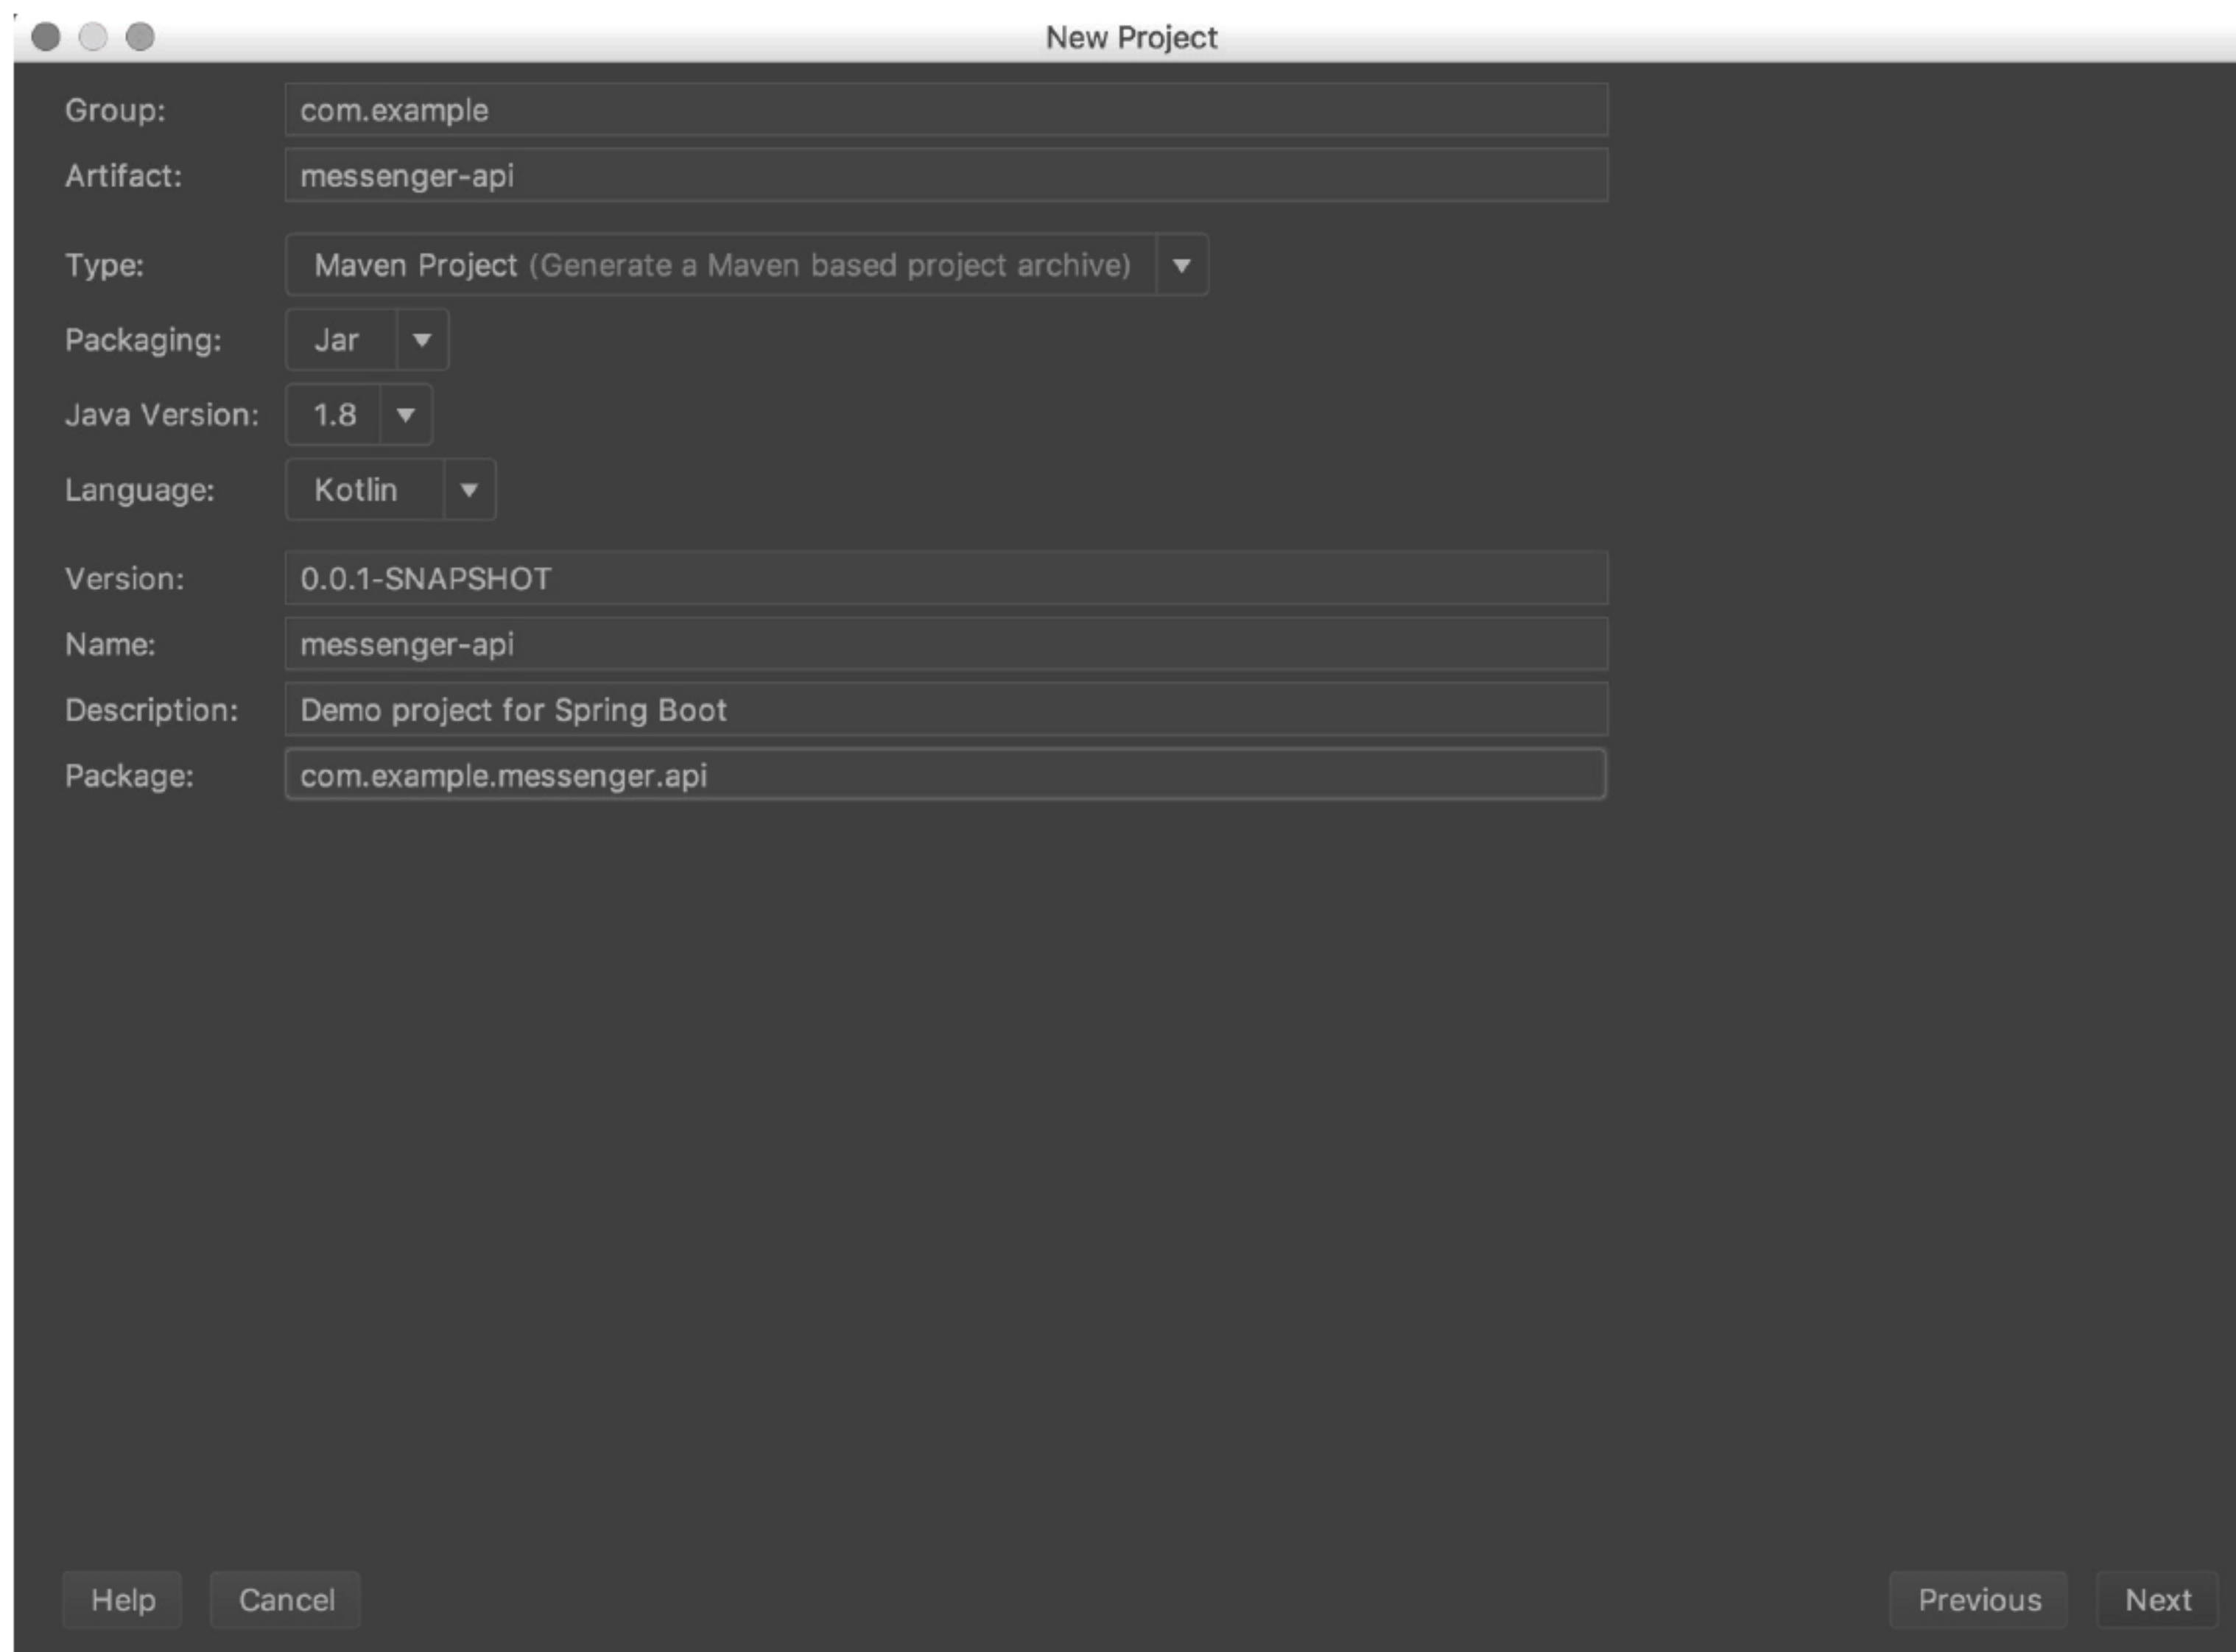 New Project
Group: com.example
Artifact: messenger-api
Type: Maven Project (Generate a Maven based project archive)
Packaging: Jar
Java Version: 1.8
Language: Kotlin
Version: 0.0.1-SNAPSHOT
Name: messenger-api
Description: Demo project for Spring Boot
Package: com.example.messenger.api
Help Cancel Previous Next